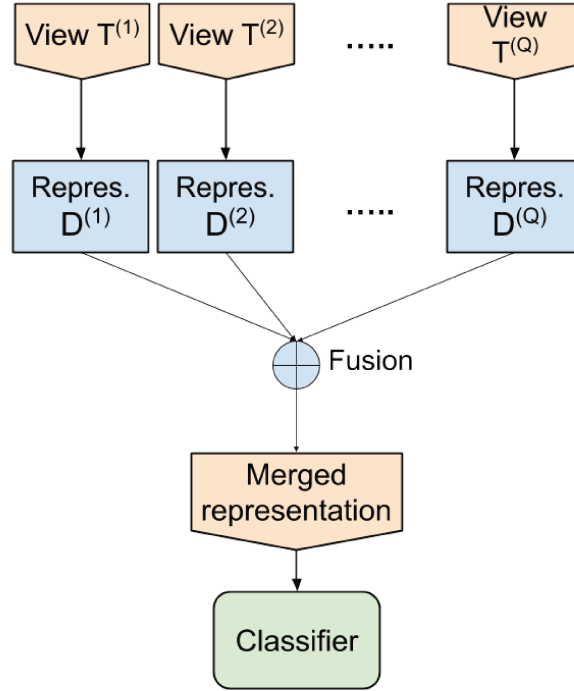 View T⁽¹⁾ View T⁽²⁾ ..... View
T⁽Q⁾
Repres. Repres. Repres.
D⁽¹⁾ D⁽²⁾ ..... D⁽Q⁾
Fusion
Merged
representation
Classifier